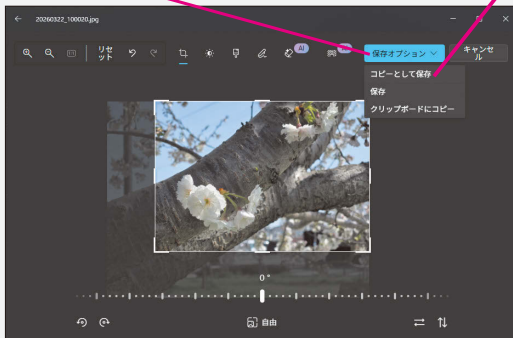 20260322_100020.jpg
リセ
ット
AI
保存オプション
キャンセ
ル
コピーとして保存
保存
クリップボードにコピー
0°
自由